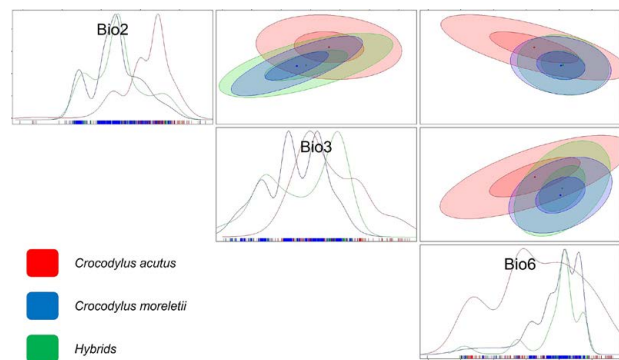 Bio2
Bio3
Bio6
Crocodylus acutus
Crocodylus moreletii
Hybrids